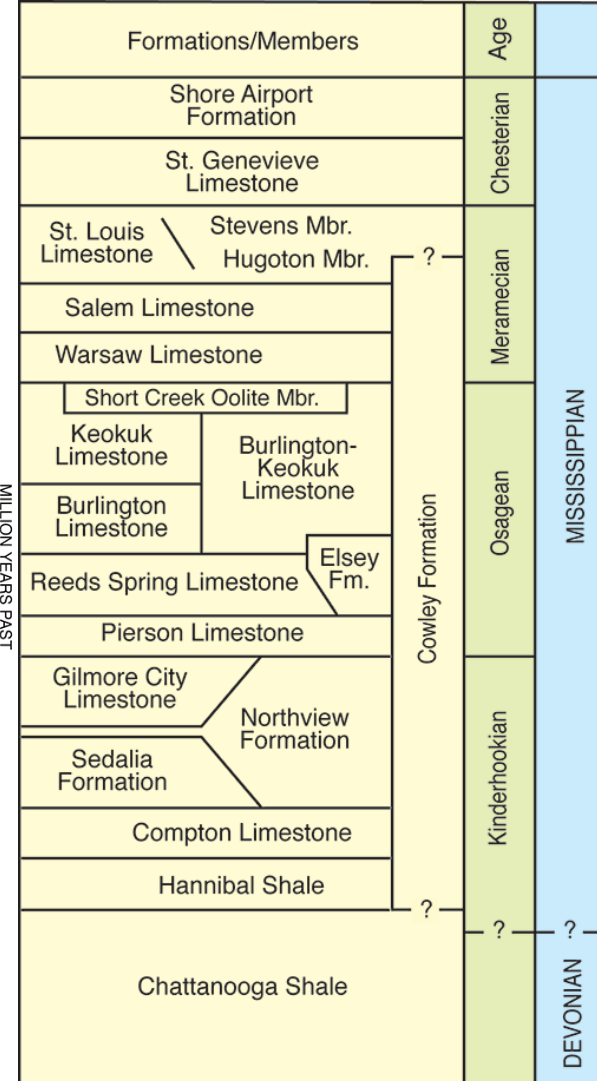 Formations/Members
Age
Shore Airport
Formation
St. Genevieve
Limestone
Chesterian
St. Louis
Limestone
Stevens Mbr.
Hugoton Mbr.
?
Salem Limestone
Warsaw Limestone
Meramecian
Short Creek Oolite Mbr.
Keokuk
Limestone
Burlington-
Keokuk
Limestone
Burlington
Limestone
Elsey
Fm.
Reeds Spring Limestone
Pierson Limestone
Cowley Formation
Osagean
MISSISSIPPIAN
MILLION YEARS PAST
Gilmore City
Limestone
Northview
Formation
Sedalia
Formation
Compton Limestone
Hannibal Shale
Kinderhookian
?
?
?
Chattanooga Shale
DEVONIAN